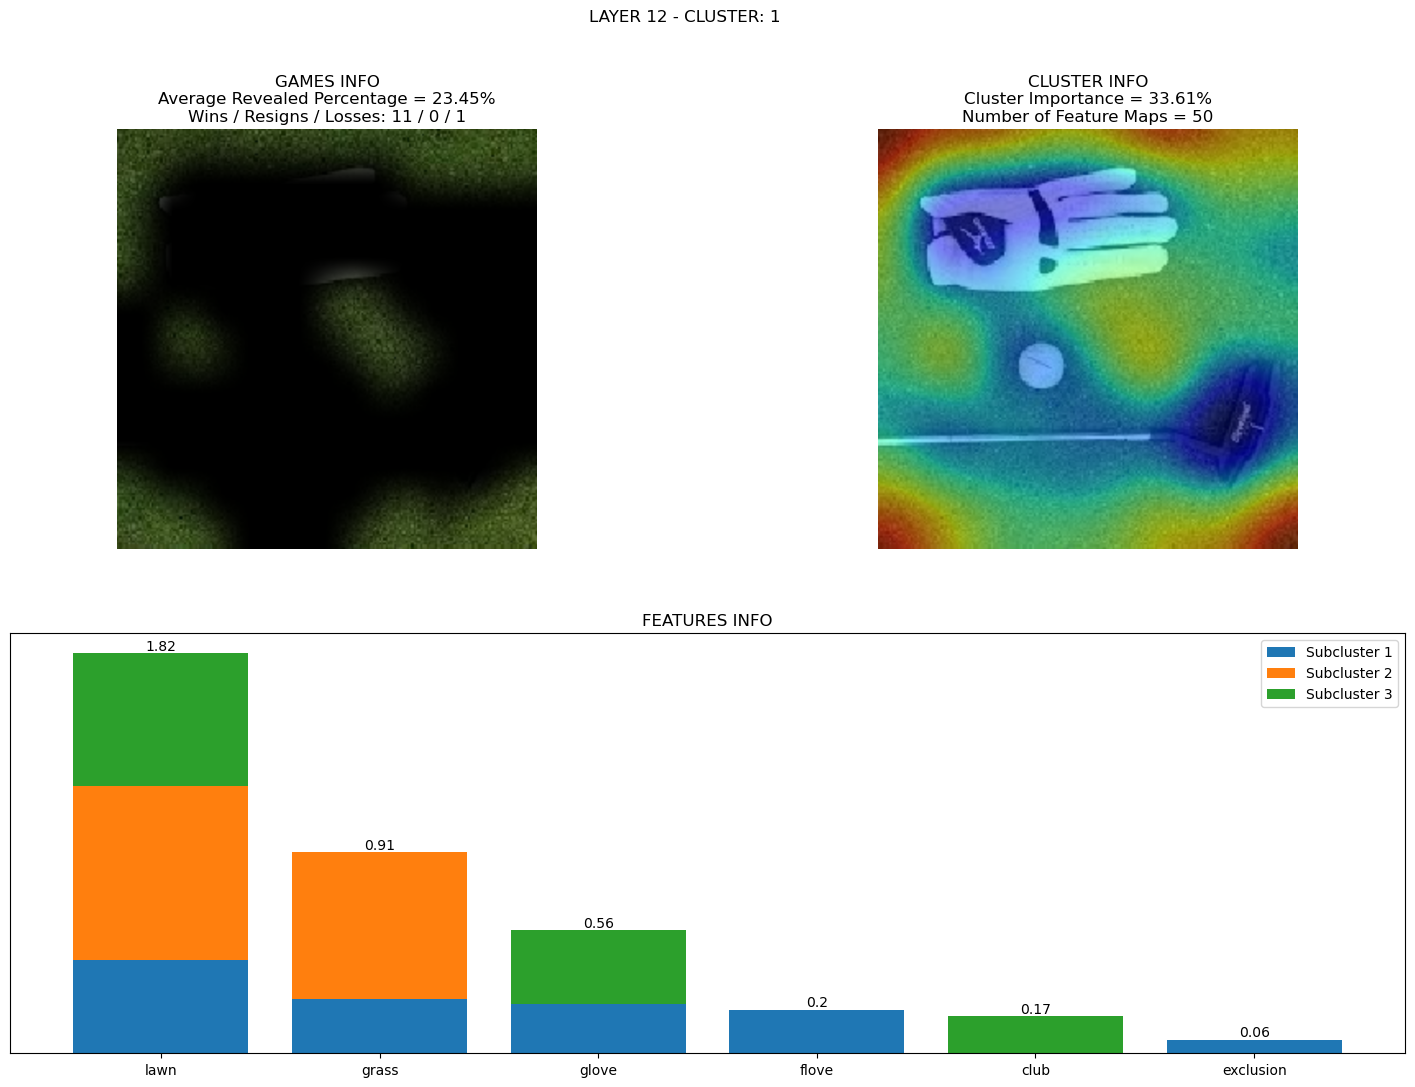 LAYER 12 - CLUSTER: 1
GAMES INFO
Average Revealed Percentage = 23.45%
Wins / Resigns / Losses: 11 / 0 / 1
CLUSTER INFO
Cluster Importance = 33.61%
Number of Feature Maps = 50
FEATURES INFO
Subcluster 1
Subcluster 2
Subcluster 3
1.82
0.91
0.56
0.2
0.17
0.06
lawn
grass
glove
flove
club
exclusion